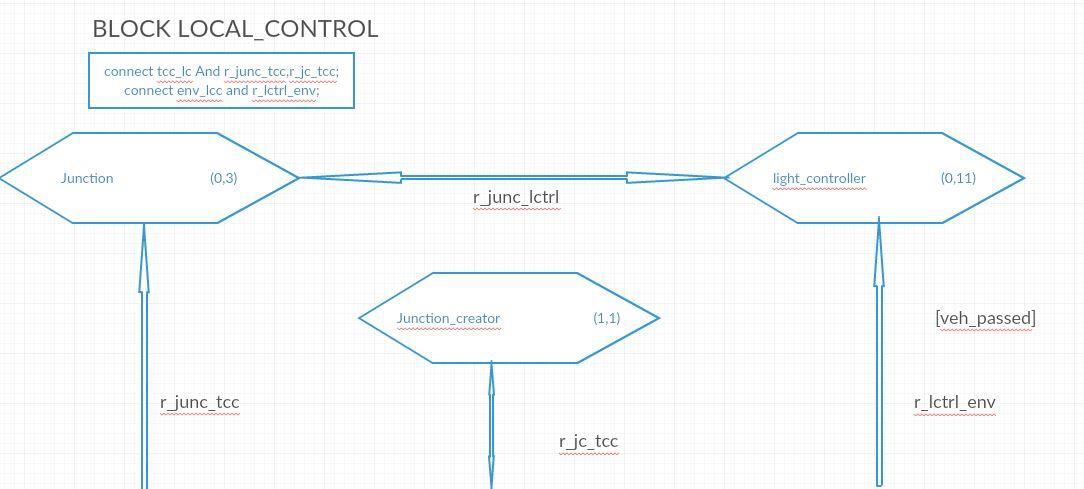 BLOCK LOCAL_CONTROL
connect tcc_lc And r_junc_tcc,r_jc_tcc;
connect env_lcc and r_lctrl_env;
Junction (0,3)
light_controller (0,11)
r_junc_lctrl
Junction_creator (1,1)
[veh_passed]
r_junc_tcc
r_lctrl_env
r_jc_tcc